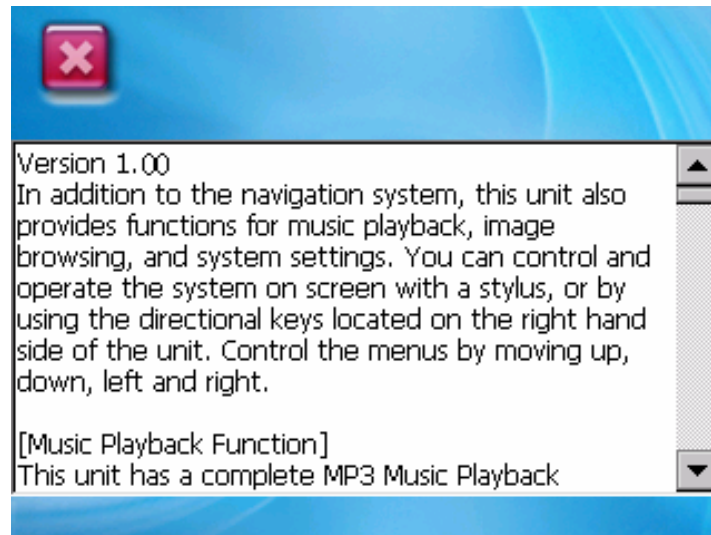 Version 1.00
In addition to the navigation system, this unit also
provides functions for music playback, image
browsing, and system settings. You can control and
operate the system on screen with a stylus, or by
using the directional keys located on the right hand
side of the unit. Control the menus by moving up,
down, left and right.
[Music Playback Function]
This unit has a complete MP3 Music Playback